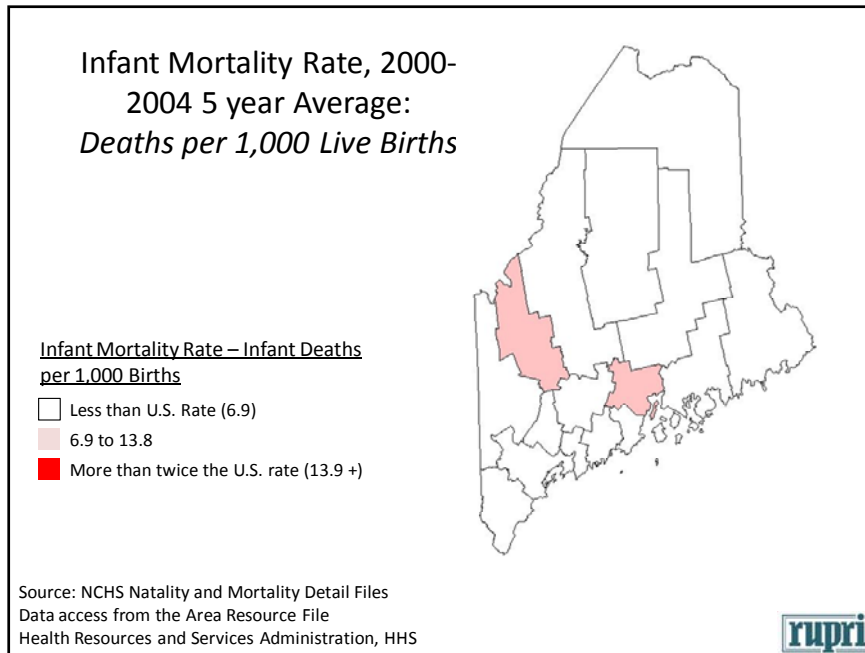 Infant Mortality Rate, 2000-
2004 5 year Average:
Deaths per 1,000 Live Births
Infant Mortality Rate – Infant Deaths
per 1,000 Births
Less than U.S. Rate (6.9)
6.9 to 13.8
More than twice the U.S. rate (13.9 +)
Source: NCHS Natality and Mortality Detail Files
Data access from the Area Resource File
Health Resources and Services Administration, HHS
rupri